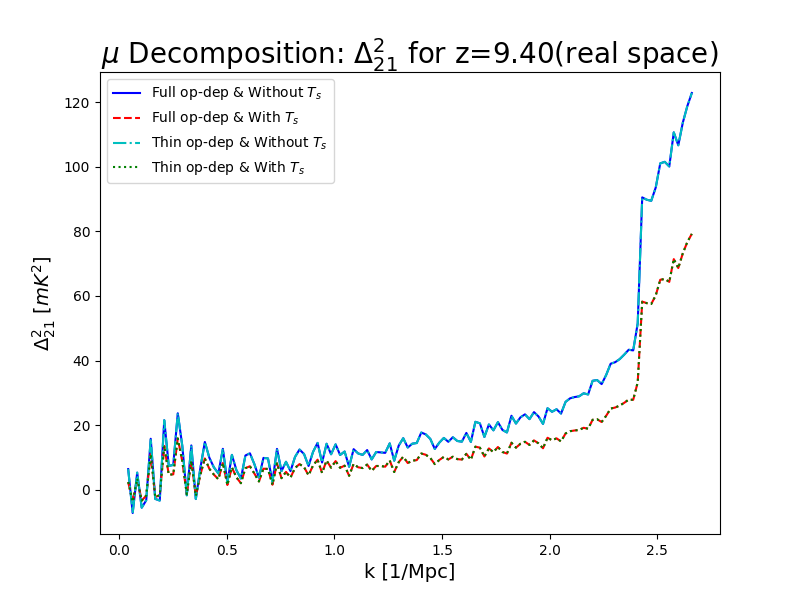 μ Decomposition: Δ²₂₁ for z=9.40(real space)
Full op-dep & Without Tₛ
Full op-dep & With Tₛ
Thin op-dep & Without Tₛ
Thin op-dep & With Tₛ
Δ²₂₁ [mK²]
120
100
80
60
40
20
0
0.0 0.5 1.0 1.5 2.0 2.5
k [1/Mpc]